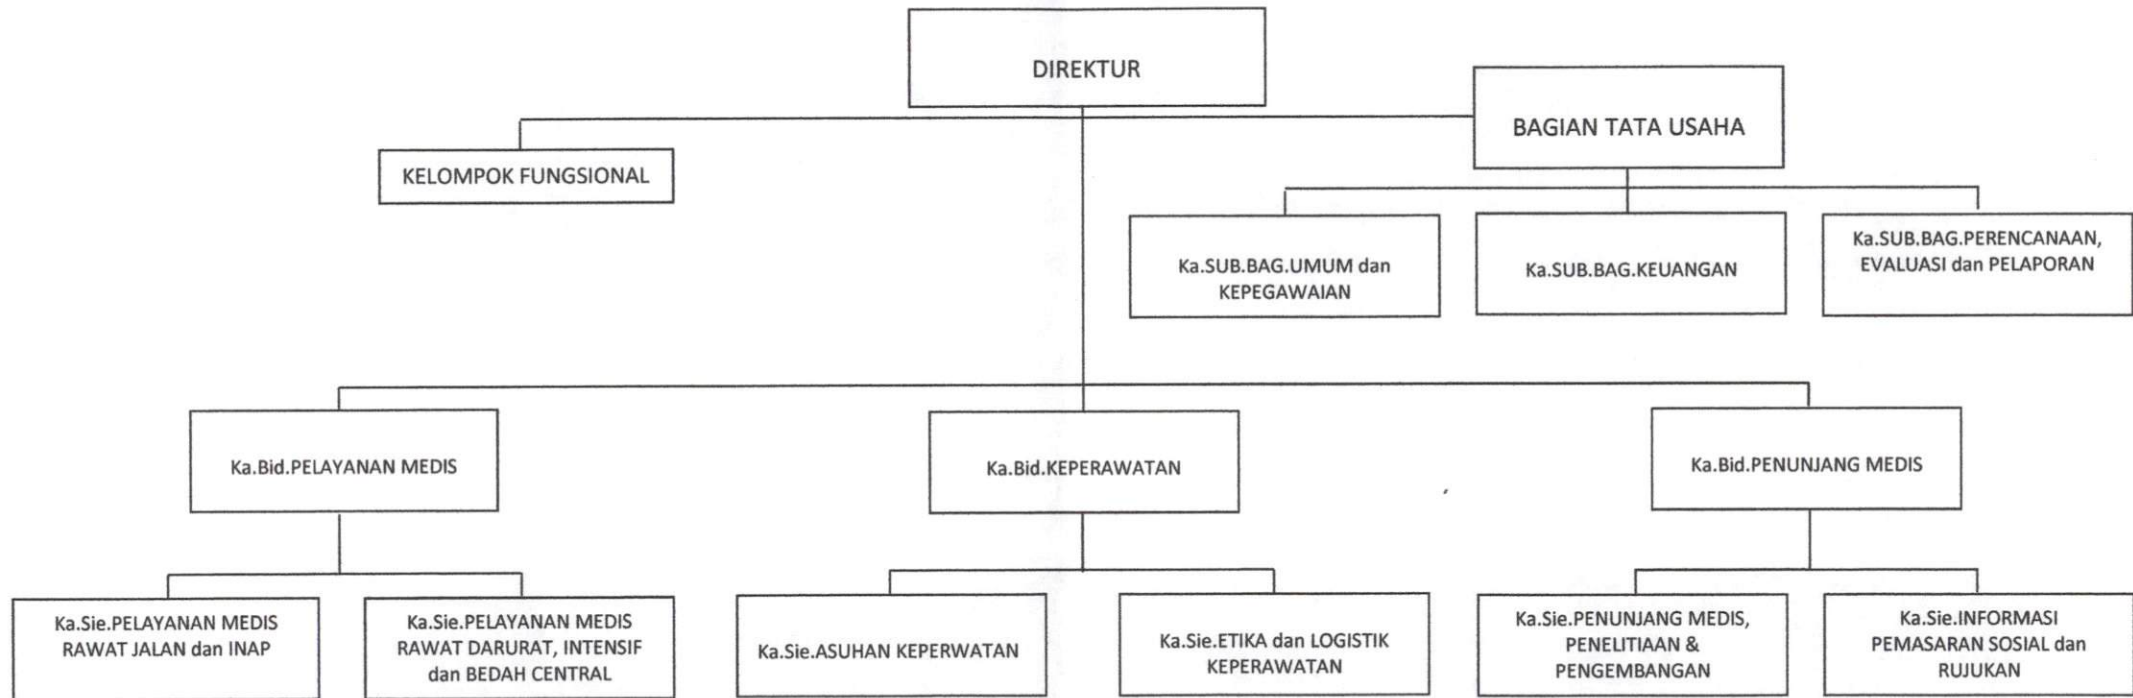 DIREKTUR
BAGIAN TATA USAHA
KELOMPOK FUNGSIONAL
Ka.SUB.BAG.UMUM dan
KEPEGAWAIAN
Ka.SUB.BAG.KEUANGAN
Ka.SUB.BAG.PERENCANAAN,
EVALUASI dan PELAPORAN
Ka.Bid.PELAYANAN MEDIS
Ka.Bid.KEPERAWATAN
Ka.Bid.PENUNJANG MEDIS
Ka.Sie.PELAYANAN MEDIS
RAWAT JALAN dan INAP
Ka.Sie.PELAYANAN MEDIS
RAWAT DARURAT, INTENSIF
dan BEDAH CENTRAL
Ka.Sie.ASUHAN KEPERWATAN
Ka.Sie.ETIKA dan LOGISTIK
KEPERAWATAN
Ka.Sie.PENUNJANG MEDIS,
PENELITIAAN &
PENGEMBANGAN
Ka.Sie.INFORMASI
PEMASARAN SOSIAL dan
RUJUKAN